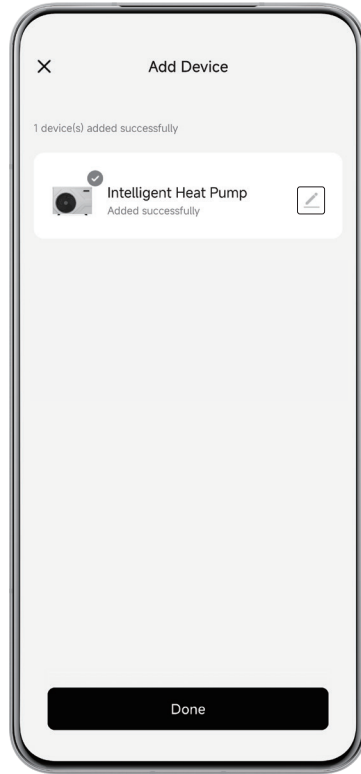 Add Device
1 device(s) added successfully
Intelligent Heat Pump
Added successfully
Done